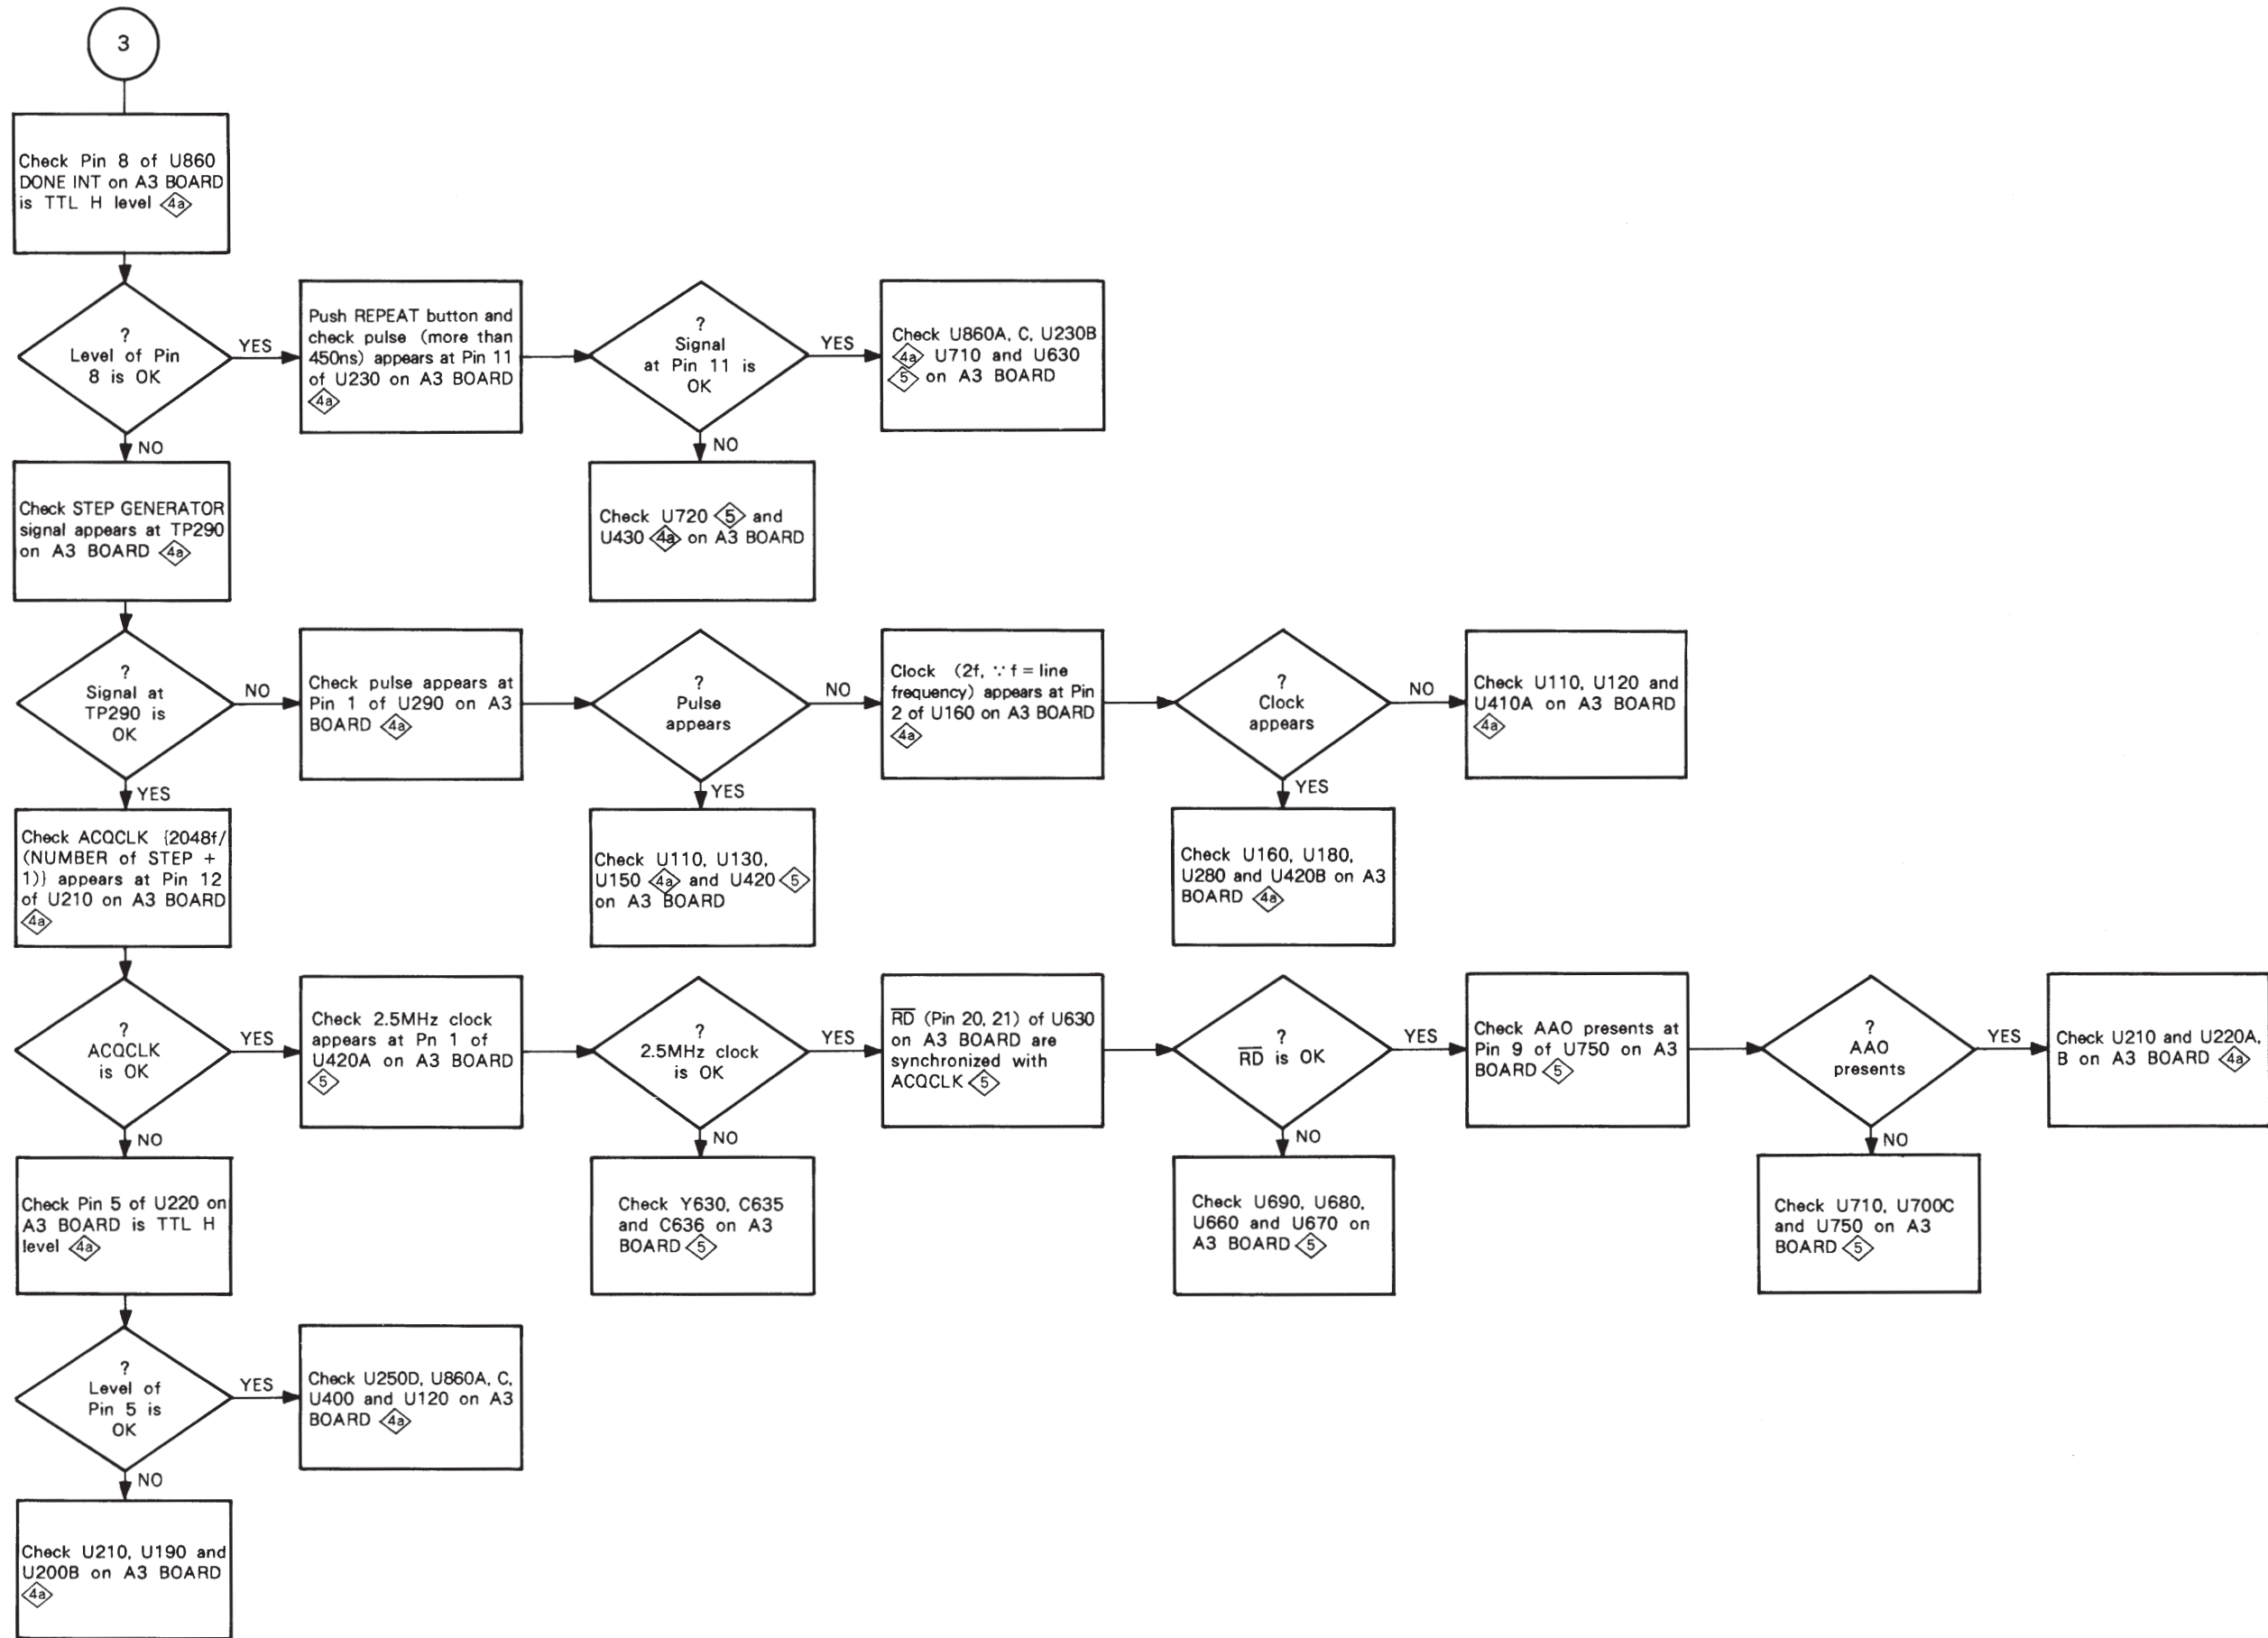 3
Check Pin 8 of U860
DONE INT on A3 BOARD
is TTL H level 4a
?
Level of Pin
8 is OK
YES
NO
Push REPEAT button and
check pulse (more than
450ns) appears at Pin 11
of U230 on A3 BOARD
4a
?
Signal
at Pin 11 is
OK
YES
NO
Check U860A, C, U230B
4a U710 and U630
5 on A3 BOARD
Check STEP GENERATOR
signal appears at TP290
on A3 BOARD 4a
Check U720 5 and
U430 4a on A3 BOARD
?
Signal at
TP290 is
OK
NO
YES
Check pulse appears at
Pin 1 of U290 on A3
BOARD 4a
?
Pulse
appears
NO
YES
Clock (2f, ∵ f = line
frequency) appears at Pin
2 of U160 on A3 BOARD
4a
?
Clock
appears
NO
YES
Check U110, U120 and
U410A on A3 BOARD
4a
Check ACQCLK {2048f/
(NUMBER of STEP +
1)} appears at Pin 12
of U210 on A3 BOARD
4a
Check U110, U130,
U150 4a and U420 5
on A3 BOARD
Check U160, U180,
U280 and U420B on A3
BOARD 4a
?
ACQCLK
is OK
YES
NO
Check 2.5MHz clock
appears at Pn 1 of
U420A on A3 BOARD
5
?
2.5MHz clock
is OK
YES
NO
R̅D̅ (Pin 20, 21) of U630
on A3 BOARD are
synchronized with
ACQCLK 5
?
R̅D̅ is OK
YES
NO
Check AAO presents at
Pin 9 of U750 on A3
BOARD 5
?
AAO
presents
YES
NO
Check U210 and U220A,
B on A3 BOARD 4a
Check Pin 5 of U220 on
A3 BOARD is TTL H
level 4a
Check Y630, C635
and C636 on A3
BOARD 5
Check U690, U680,
U660 and U670 on
A3 BOARD 5
Check U710, U700C
and U750 on A3
BOARD 5
?
Level of
Pin 5 is
OK
YES
NO
Check U250D, U860A, C,
U400 and U120 on A3
BOARD 4a
Check U210, U190 and
U200B on A3 BOARD
4a